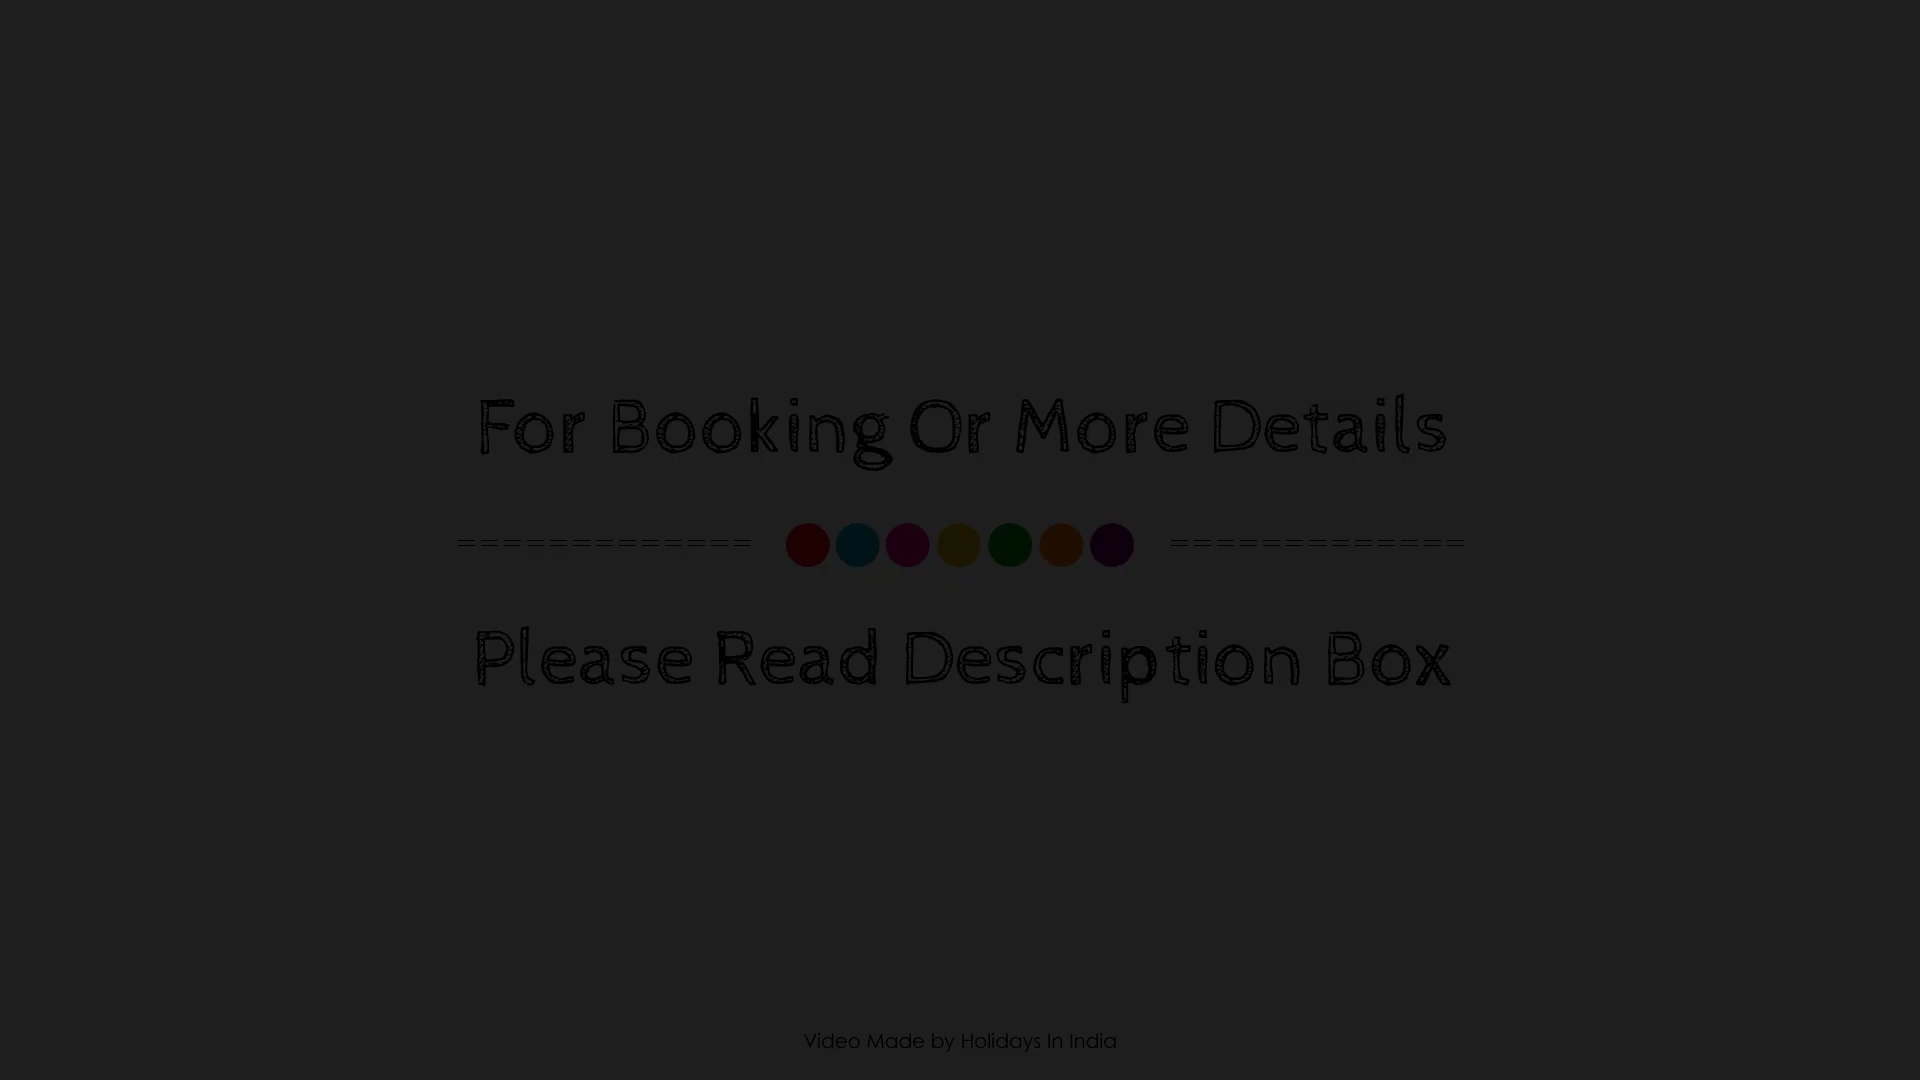 For Booking Or More Details
============= =============
Please Read Description Box
Video Made by Holidays In India